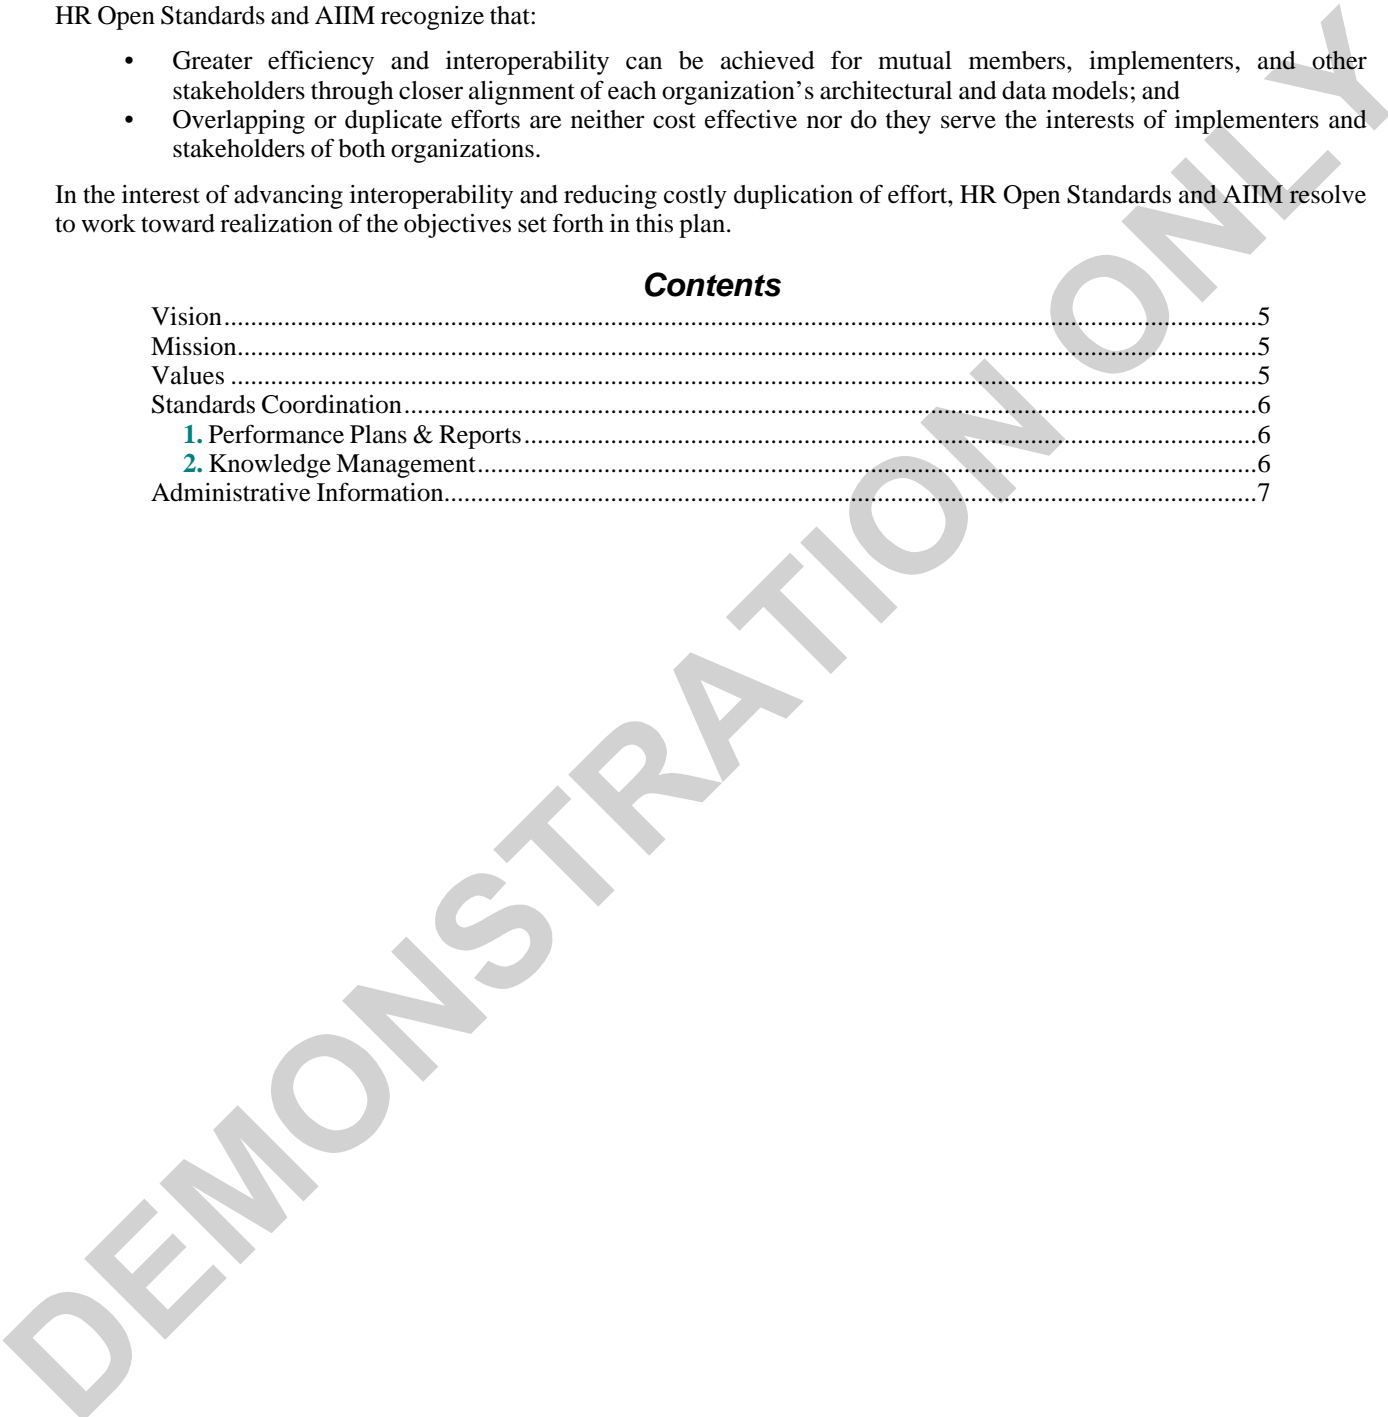 HR Open Standards and AIIM recognize that:
• Greater efficiency and interoperability can be achieved for mutual members, implementers, and other
stakeholders through closer alignment of each organization’s architectural and data models; and
• Overlapping or duplicate efforts are neither cost effective nor do they serve the interests of implementers and
stakeholders of both organizations.
In the interest of advancing interoperability and reducing costly duplication of effort, HR Open Standards and AIIM resolve
to work toward realization of the objectives set forth in this plan.
Contents
Vision..........................................................................................................................................................5
Mission........................................................................................................................................................5
Values .........................................................................................................................................................5
Standards Coordination...............................................................................................................................6
1. Performance Plans & Reports.............................................................................................................6
2. Knowledge Management....................................................................................................................6
Administrative Information.........................................................................................................................7
DEMONSTRATION ONLY